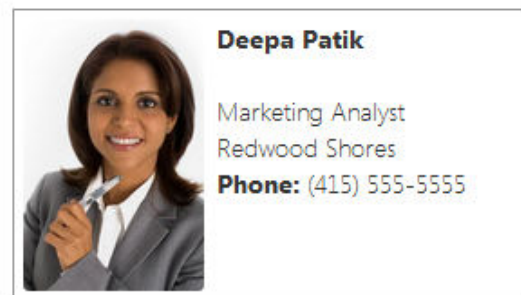 Deepa Patik
Marketing Analyst
Redwood Shores
Phone: (415) 555-5555